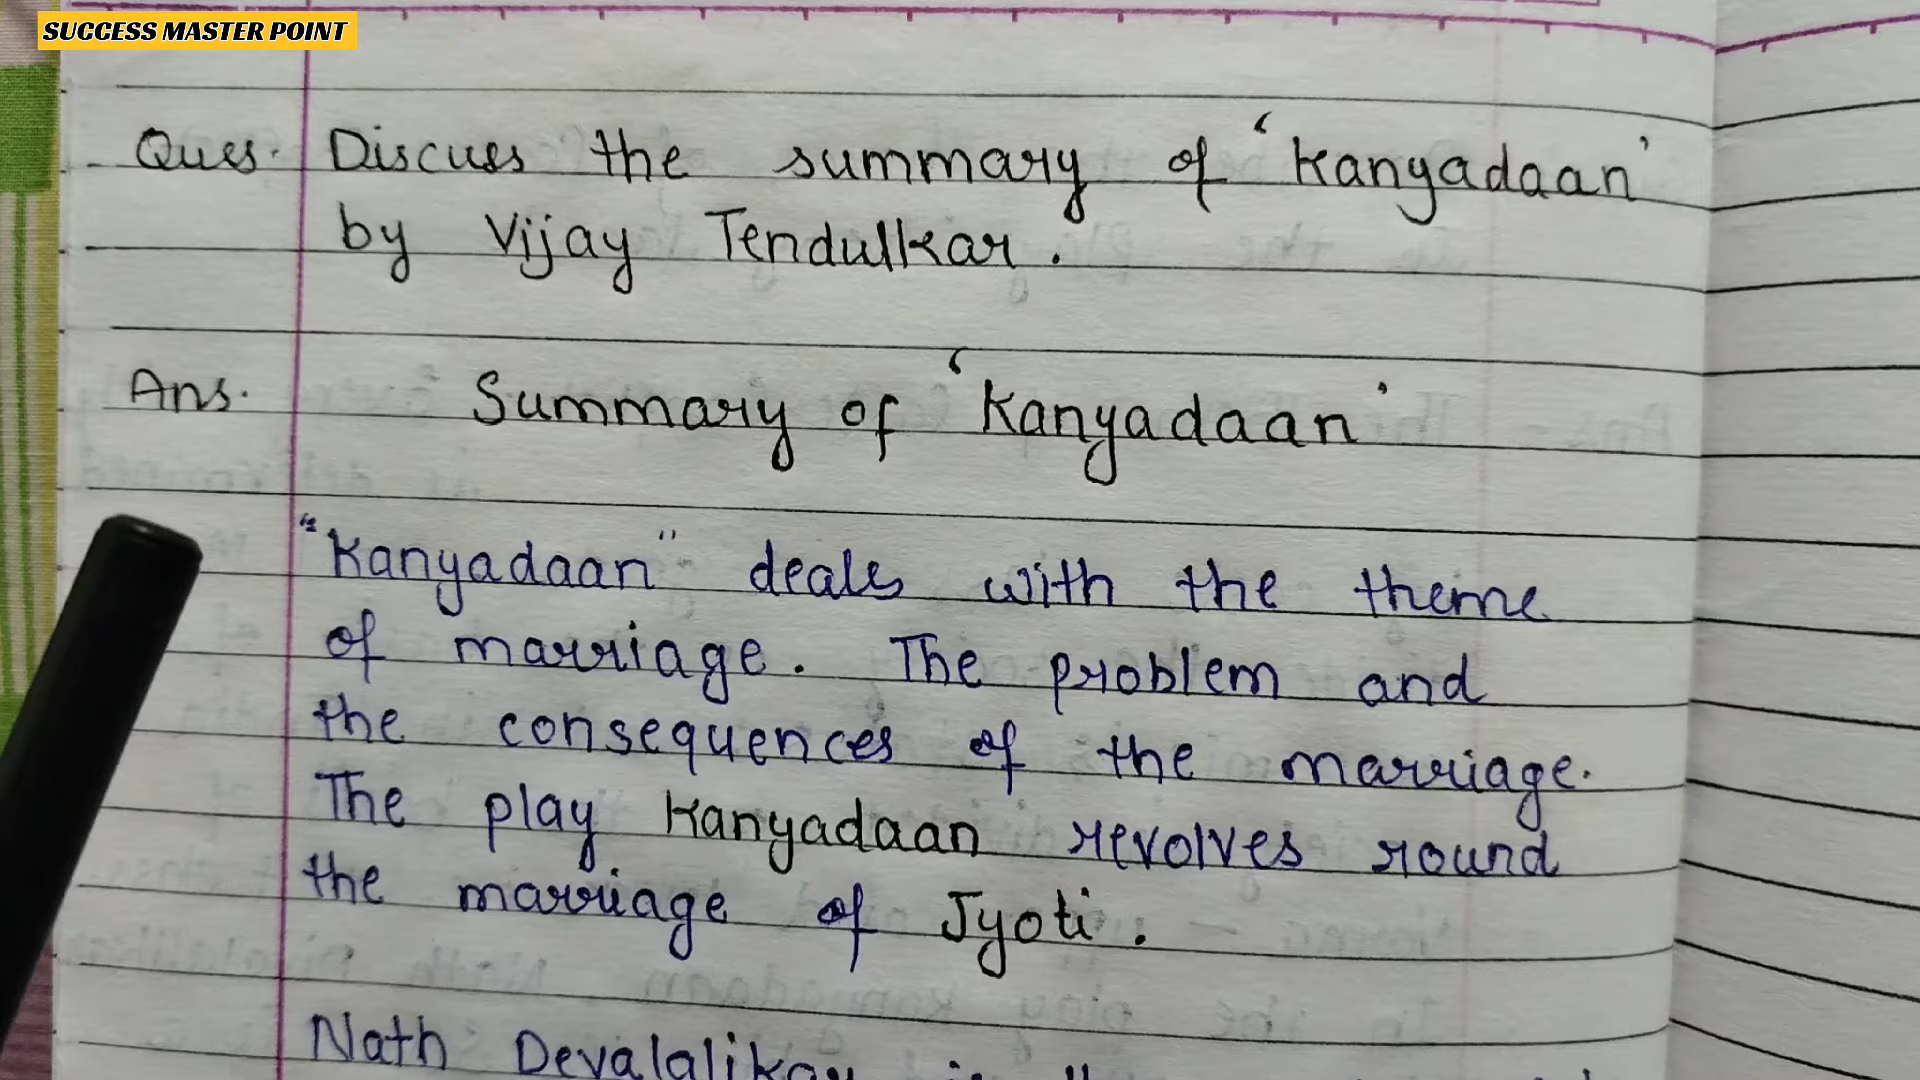 SUCCESS MASTER POINT
Ques. Discuss the summary of 'Kanyadaan'
by Vijay Tendulkar.
Ans. Summary of 'Kanyadaan'
"Kanyadaan" deals with the theme
of marriage. The problem and
the consequences of the marriage.
The play Kanyadaan revolves round
the marriage of Jyoti.
Nath Devalalikar is